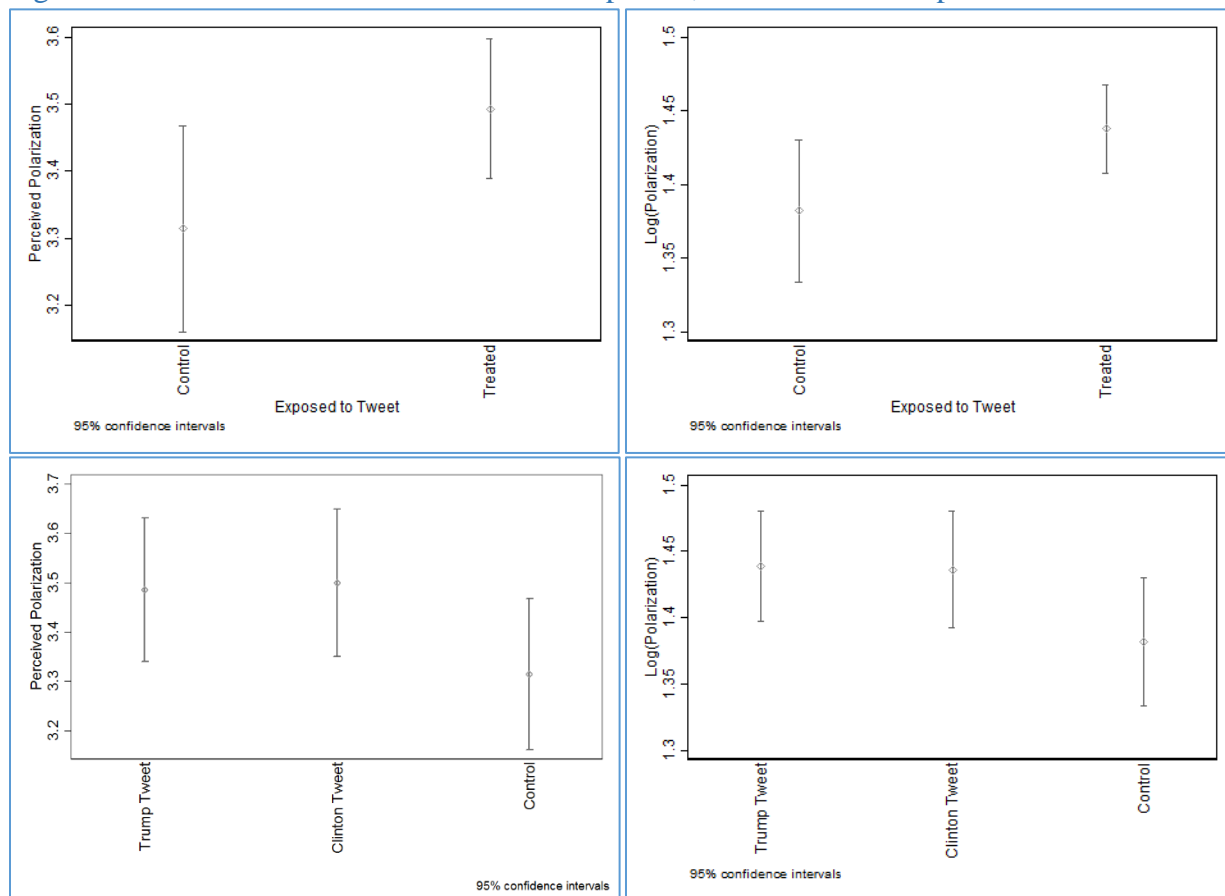 3.6
3.5
3.4
3.3
3.2
Perceived Polarization
Control
Treated
Exposed to Tweet
95% confidence intervals
1.5
1.45
1.4
1.35
1.3
Log(Polarization)
Control
Treated
Exposed to Tweet
95% confidence intervals
3.7
3.6
3.5
3.4
3.3
3.2
Perceived Polarization
Trump Tweet
Clinton Tweet
Control
95% confidence intervals
1.5
1.45
1.4
1.35
1.3
Log(Polarization)
Trump Tweet
Clinton Tweet
Control
95% confidence intervals